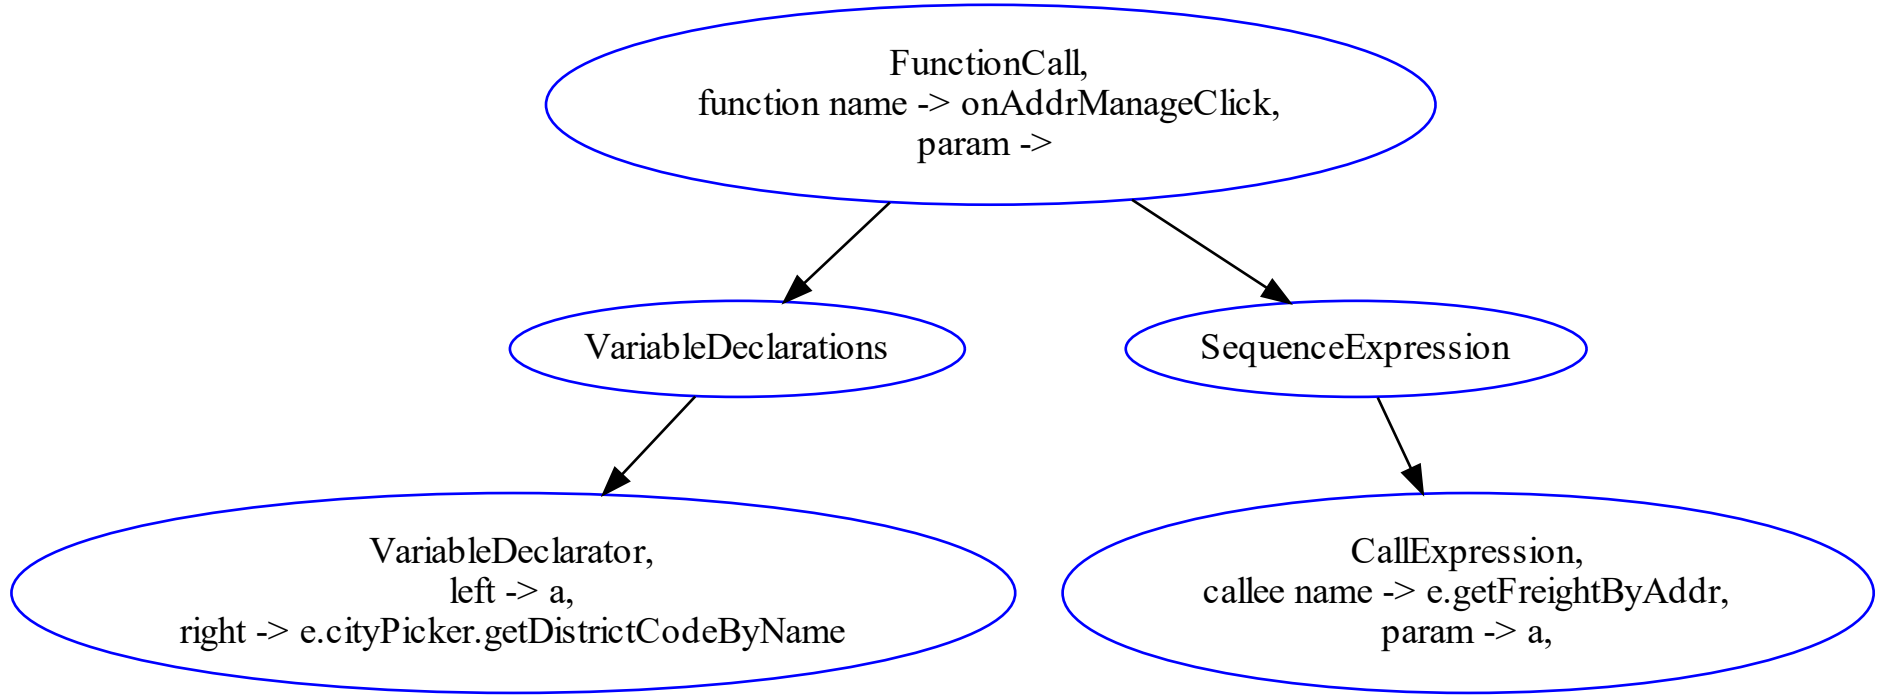 FunctionCall,
function name -> onAddrManageClick,
param ->
VariableDeclarations
SequenceExpression
VariableDeclarator,
left -> a,
right -> e.cityPicker.getDistrictCodeByName
CallExpression,
callee name -> e.getFreightByAddr,
param -> a,